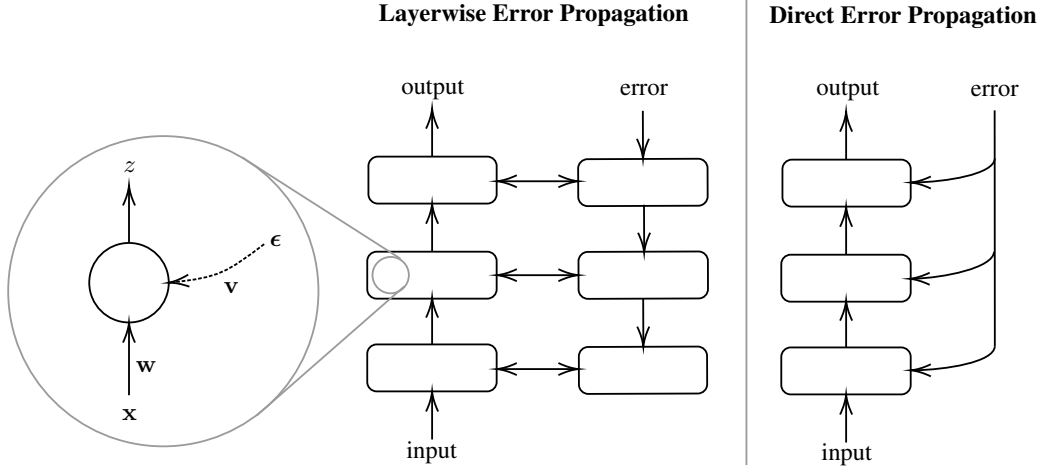 Layerwise Error Propagation
Direct Error Propagation
output
error
output
error
z
ϵ
v
w
x
input
input